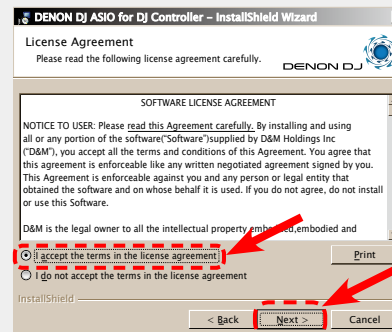 DENON DJ ASIO for DJ Controller – InstallShield Wizard
License Agreement
Please read the following license agreement carefully.
DENON DJ
SOFTWARE LICENSE AGREEMENT
NOTICE TO USER: Please read this Agreement carefully. By installing and using
all or any portion of the software("Software")supplied by D&M Holdings Inc
("D&M"), you accept all the terms and conditions of this Agreement. You agree that
this agreement is enforceable like any written negotiated agreement signed by you.
This Agreement is enforceable against you and any person or legal entity that
obtained the software and on whose behalf it is used. If you do not agree, do not install
or use this Software.
D&M is the legal owner to all the intellectual property embodied,embodied and
I accept the terms in the license agreement
Print
I do not accept the terms in the license agreement
InstallShield
< Back
Next >
Cancel